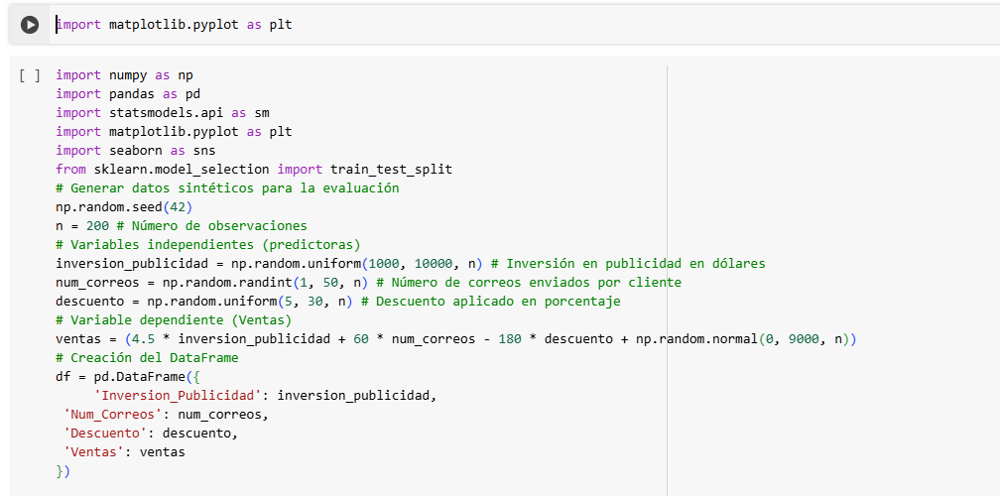 import matplotlib.pyplot as plt
[ ] import numpy as np
import pandas as pd
import statsmodels.api as sm
import matplotlib.pyplot as plt
import seaborn as sns
from sklearn.model_selection import train_test_split
# Generar datos sintéticos para la evaluación
np.random.seed(42)
n = 200 # Número de observaciones
# Variables independientes (predictoras)
inversion_publicidad = np.random.uniform(1000, 10000, n) # Inversión en publicidad en dólares
num_correos = np.random.randint(1, 50, n) # Número de correos enviados por cliente
descuento = np.random.uniform(5, 30, n) # Descuento aplicado en porcentaje
# Variable dependiente (Ventas)
ventas = (4.5 * inversion_publicidad + 60 * num_correos - 180 * descuento + np.random.normal(0, 9000, n))
# Creación del DataFrame
df = pd.DataFrame({
     'Inversion_Publicidad': inversion_publicidad,
 'Num_Correos': num_correos,
 'Descuento': descuento,
 'Ventas': ventas
})